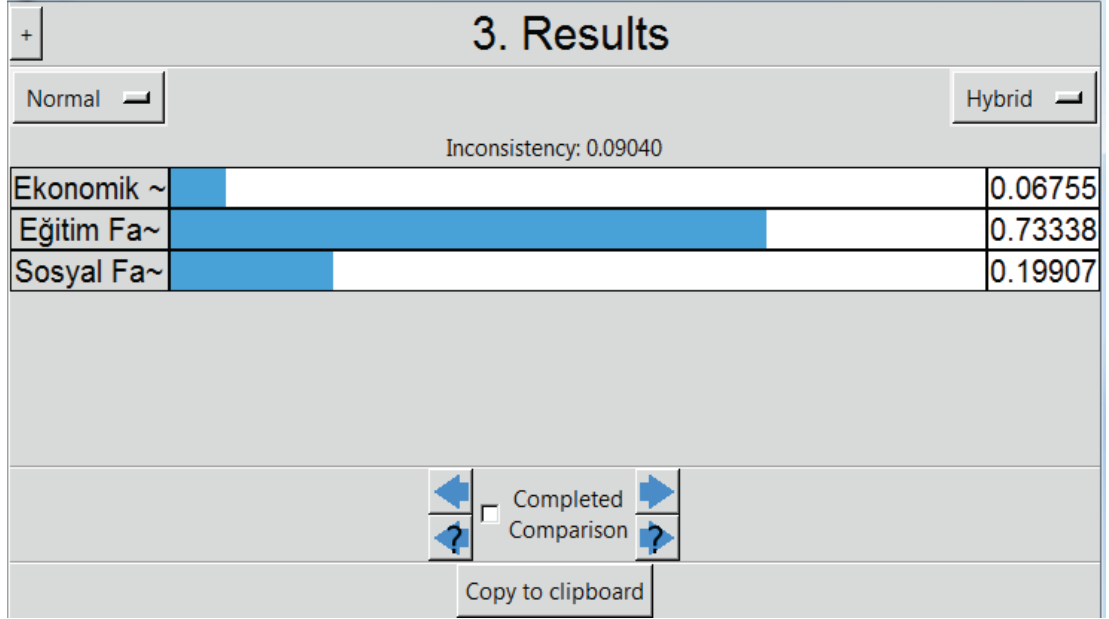 +
3. Results
Normal
Hybrid
Inconsistency: 0.09040
Ekonomik ~ 0.06755
Eğitim Fa~ 0.73338
Sosyal Fa~ 0.19907
Completed
Comparison
? ?
Copy to clipboard